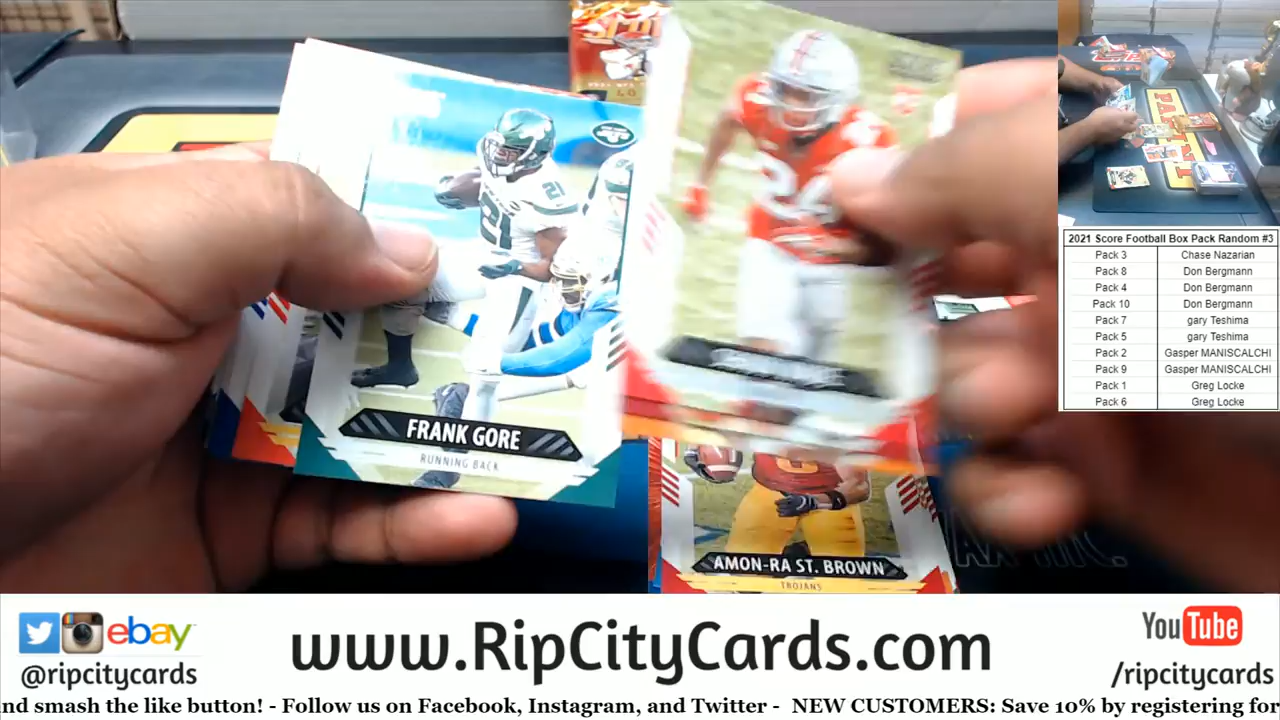 21
24
FRANK GORE
RUNNING BACK
AMON-RA ST. BROWN
TROJANS
PANINI
2021 Score Football Box Pack Random #3
Pack 3 Chase Nazarian
Pack 8 Don Bergmann
Pack 4 Don Bergmann
Pack 10 Don Bergmann
Pack 7 gary Teshima
Pack 5 gary Teshima
Pack 2 Gasper MANISCALCHI
Pack 9 Gasper MANISCALCHI
Pack 1 Greg Locke
Pack 6 Greg Locke
ebay
@ripcitycards
www.RipCityCards.com
YouTube
/ripcitycards
nd smash the like button! - Follow us on Facebook, Instagram, and Twitter - NEW CUSTOMERS: Save 10% by registering for